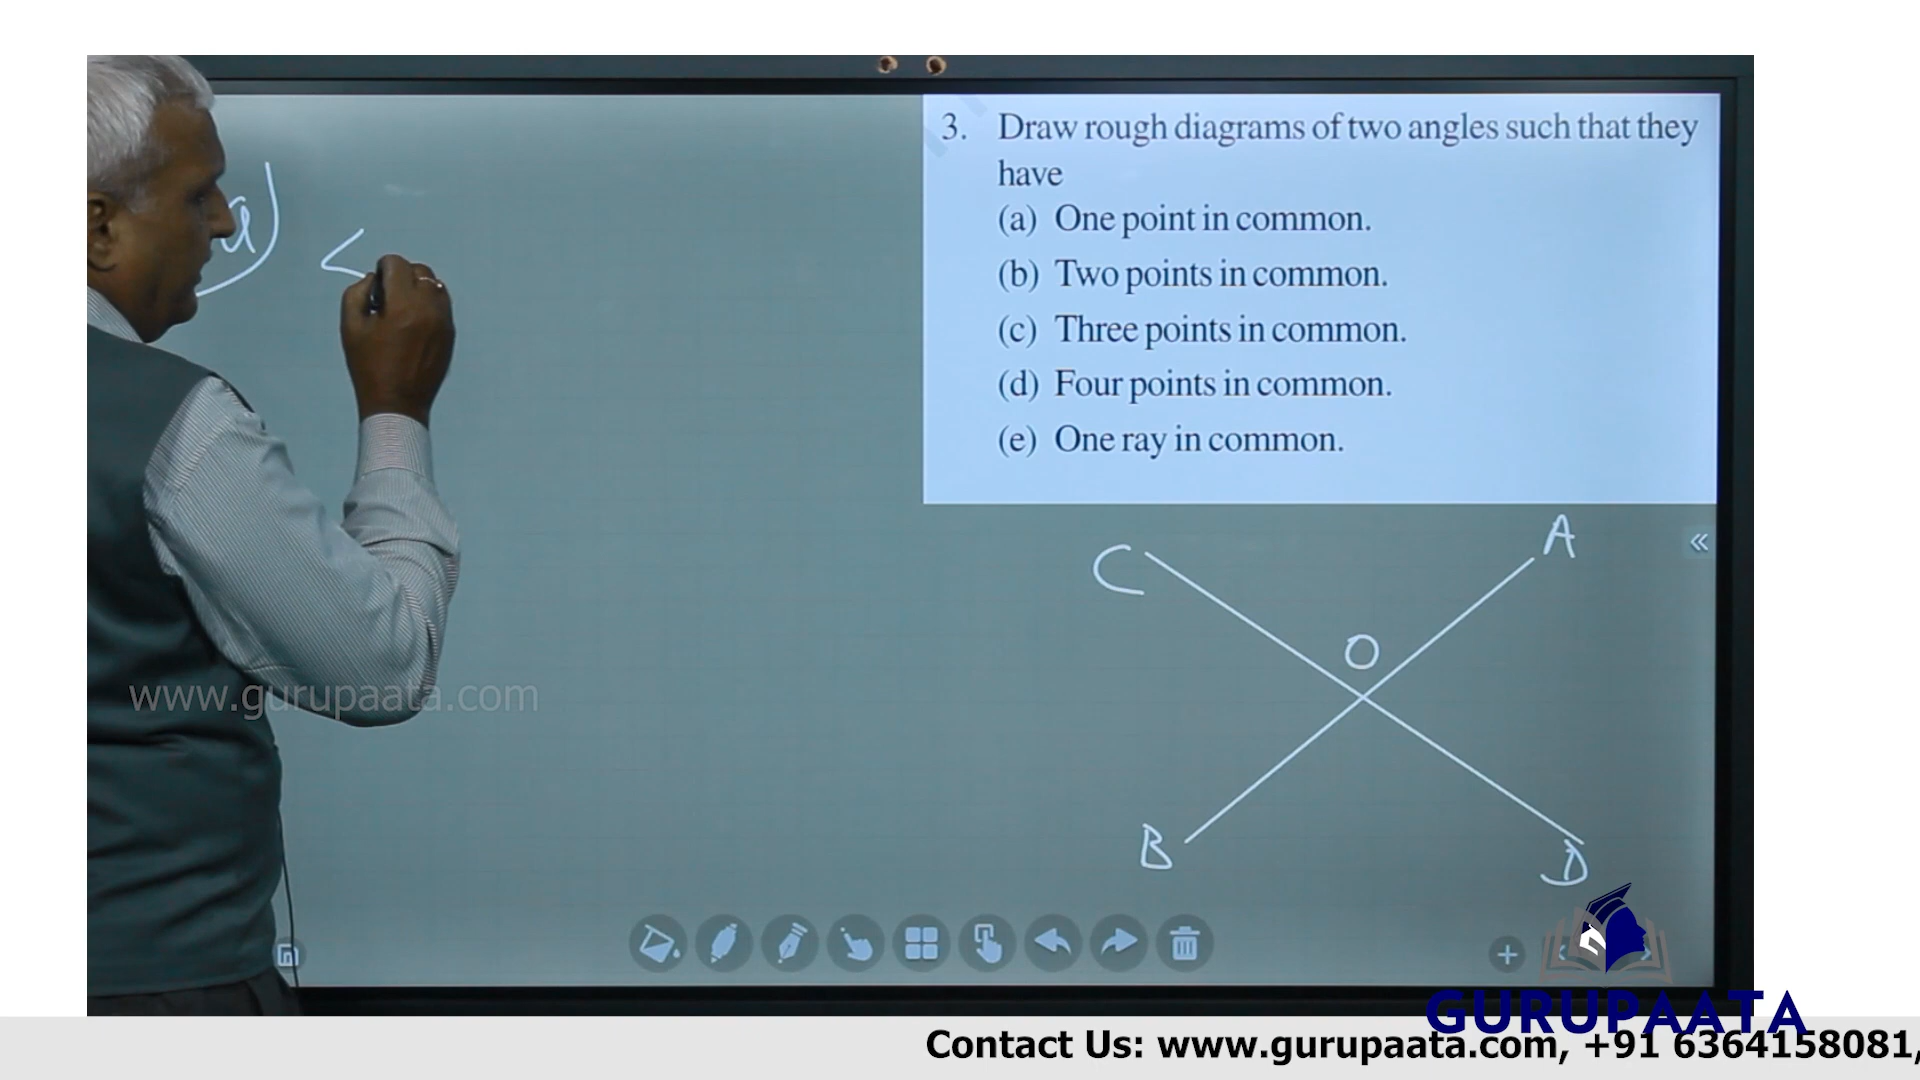 3. Draw rough diagrams of two angles such that they
have
(a) One point in common.
(b) Two points in common.
(c) Three points in common.
(d) Four points in common.
(e) One ray in common.
a)
<
C
A
O
B
D
www.gurupaata.com
GURUPAATA
Contact Us: www.gurupaata.com, +91 6364158081,